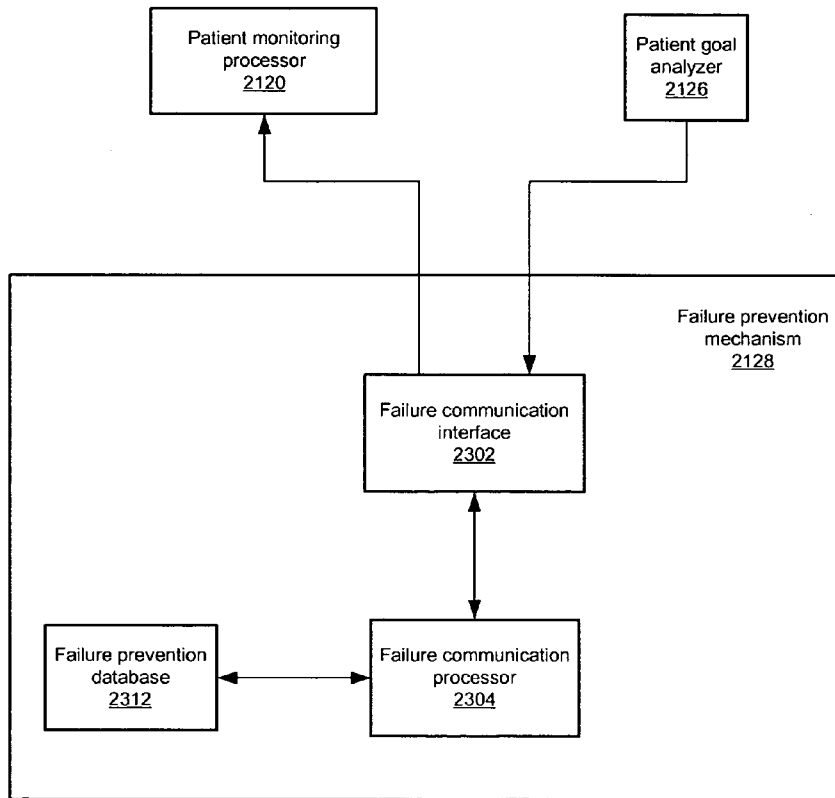 Patient monitoring
processor
2120
Patient goal
analyzer
2126
Failure prevention
mechanism
2128
Failure communication
interface
2302
Failure prevention
database
2312
Failure communication
processor
2304